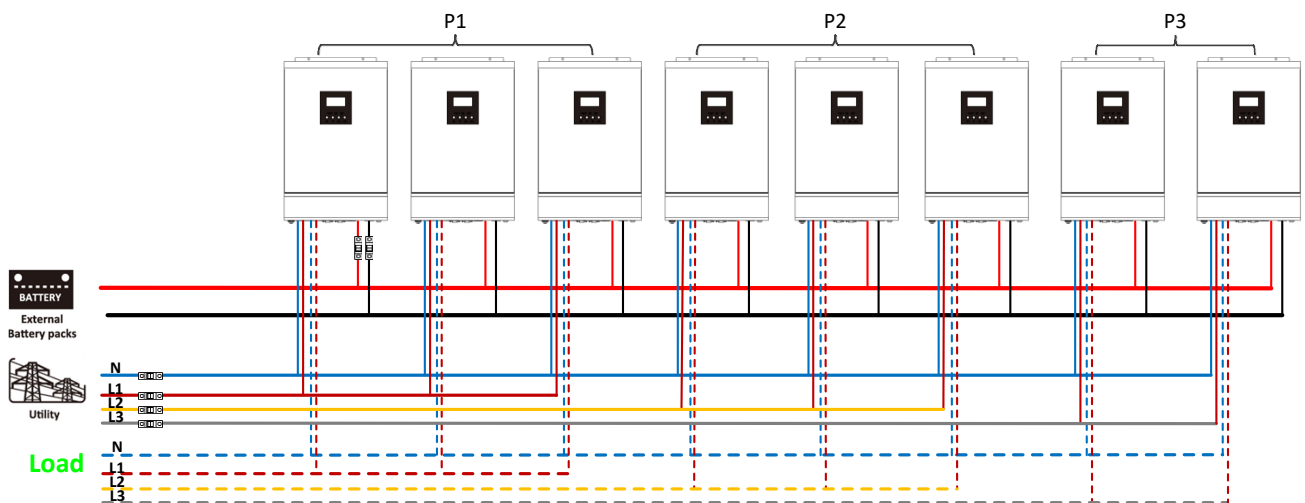 P1
P2
P3
BATTERY
External
Battery packs
Utility
N
L1
L2
L3
Load
N
L1
L2
L3